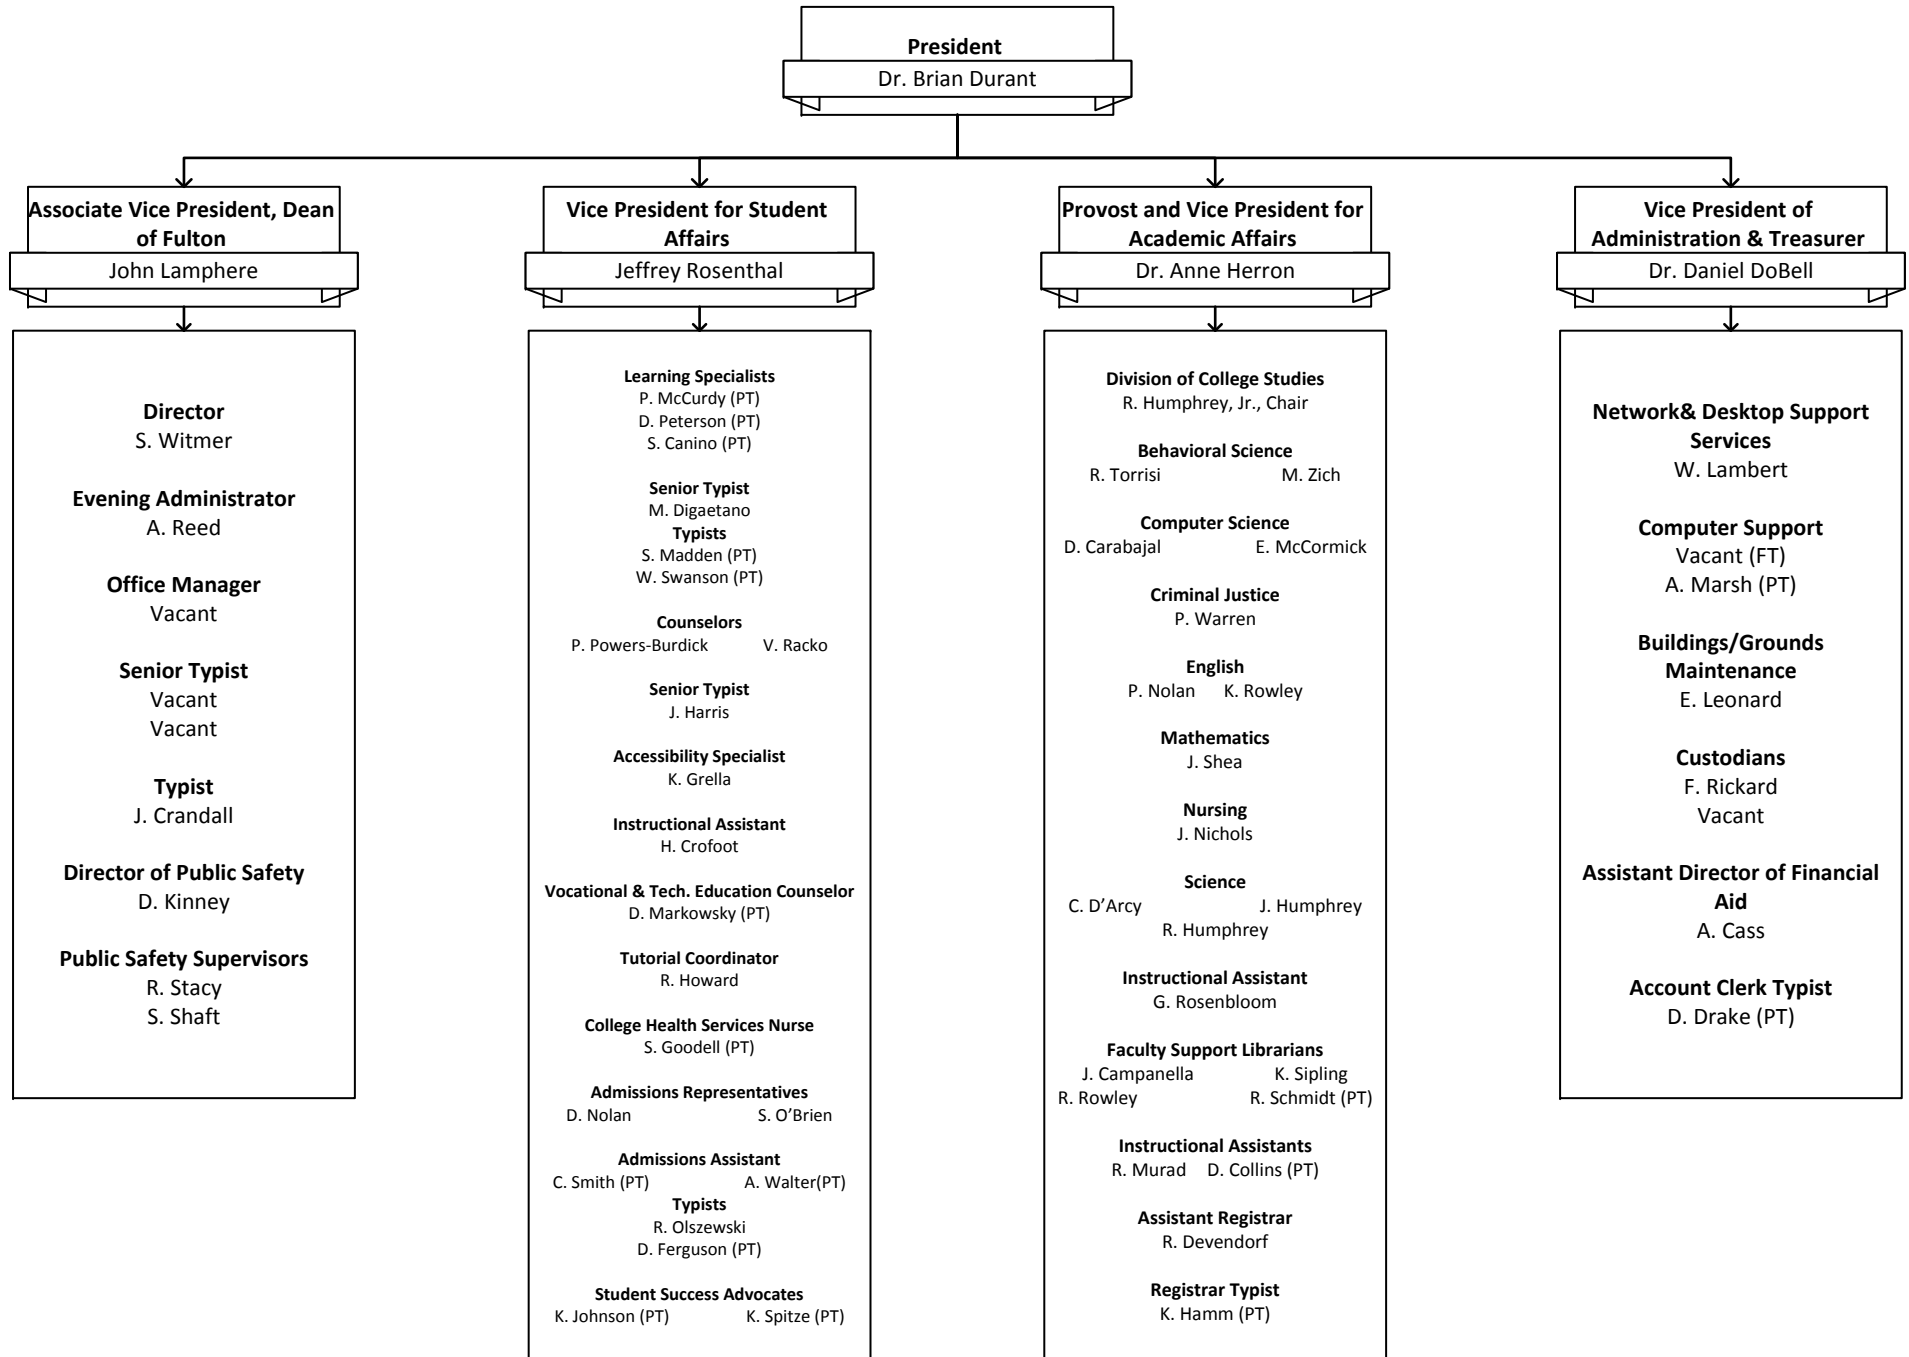 President
Dr. Brian Durant
Associate Vice President, Dean
of Fulton
John Lamphere
Director
S. Witmer
Evening Administrator
A. Reed
Office Manager
Vacant
Senior Typist
Vacant
Vacant
Typist
J. Crandall
Director of Public Safety
D. Kinney
Public Safety Supervisors
R. Stacy
S. Shaft
Vice President for Student
Affairs
Jeffrey Rosenthal
Learning Specialists
P. McCurdy (PT)
D. Peterson (PT)
S. Canino (PT)
Senior Typist
M. Digaetano
Typists
S. Madden (PT)
W. Swanson (PT)
Counselors
P. Powers-Burdick V. Racko
Senior Typist
J. Harris
Accessibility Specialist
K. Grella
Instructional Assistant
H. Crofoot
Vocational & Tech. Education Counselor
D. Markowsky (PT)
Tutorial Coordinator
R. Howard
College Health Services Nurse
S. Goodell (PT)
Admissions Representatives
D. Nolan S. O’Brien
Admissions Assistant
C. Smith (PT) A. Walter(PT)
Typists
R. Olszewski
D. Ferguson (PT)
Student Success Advocates
K. Johnson (PT) K. Spitze (PT)
Provost and Vice President for
Academic Affairs
Dr. Anne Herron
Division of College Studies
R. Humphrey, Jr., Chair
Behavioral Science
R. Torrisi M. Zich
Computer Science
D. Carabajal E. McCormick
Criminal Justice
P. Warren
English
P. Nolan K. Rowley
Mathematics
J. Shea
Nursing
J. Nichols
Science
C. D’Arcy J. Humphrey
R. Humphrey
Instructional Assistant
G. Rosenbloom
Faculty Support Librarians
J. Campanella K. Sipling
R. Rowley R. Schmidt (PT)
Instructional Assistants
R. Murad D. Collins (PT)
Assistant Registrar
R. Devendorf
Registrar Typist
K. Hamm (PT)
Vice President of
Administration & Treasurer
Dr. Daniel DoBell
Network& Desktop Support
Services
W. Lambert
Computer Support
Vacant (FT)
A. Marsh (PT)
Buildings/Grounds
Maintenance
E. Leonard
Custodians
F. Rickard
Vacant
Assistant Director of Financial
Aid
A. Cass
Account Clerk Typist
D. Drake (PT)